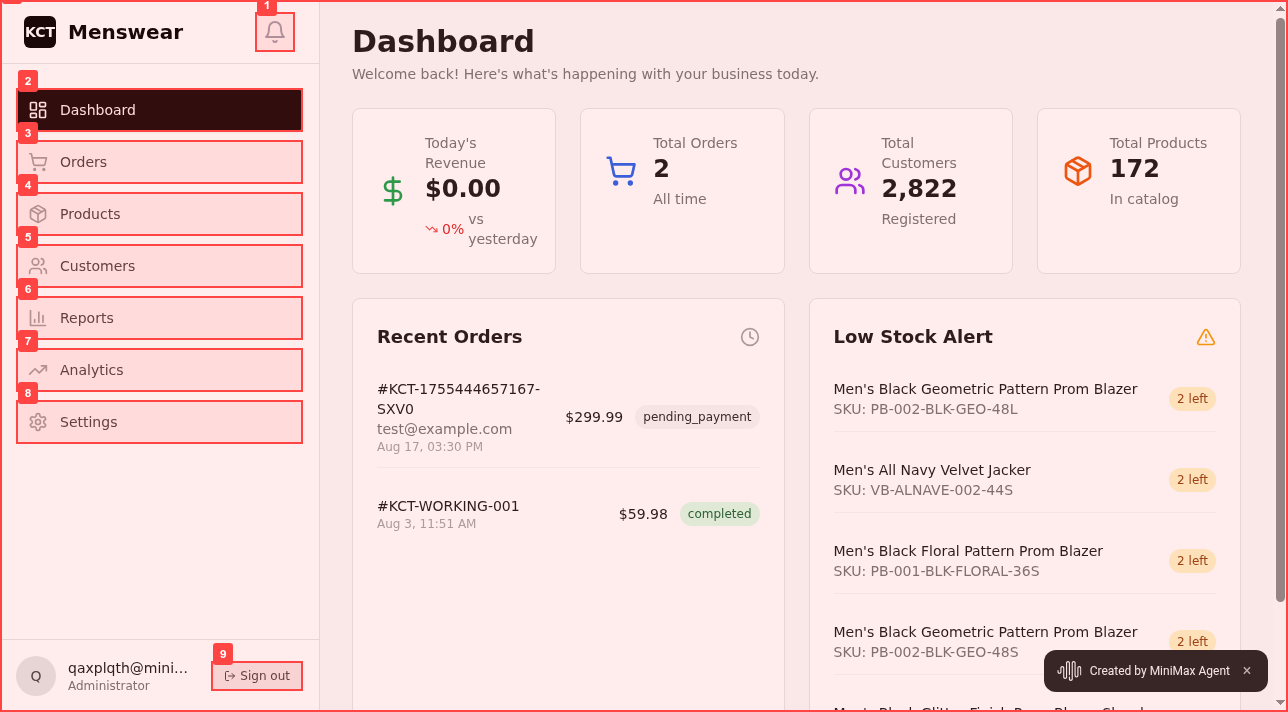 1
KCT Menswear
2
Dashboard
3
Orders
4
Products
5
Customers
6
Reports
7
Analytics
8
Settings
Q
qaxplqth@mini...
Administrator
9
Sign out
Dashboard
Welcome back! Here's what's happening with your business today.
Today's
Revenue
$0.00
0% vs
yesterday
Total Orders
2
All time
Total
Customers
2,822
Registered
Total Products
172
In catalog
Recent Orders
#KCT-1755444657167-
SXV0
test@example.com
Aug 17, 03:30 PM
$299.99 pending_payment
#KCT-WORKING-001
Aug 3, 11:51 AM
$59.98 completed
Low Stock Alert
Men's Black Geometric Pattern Prom Blazer
SKU: PB-002-BLK-GEO-48L
2 left
Men's All Navy Velvet Jacker
SKU: VB-ALNAVE-002-44S
2 left
Men's Black Floral Pattern Prom Blazer
SKU: PB-001-BLK-FLORAL-36S
2 left
Men's Black Geometric Pattern Prom Blazer
SKU: PB-002-BLK-GEO-48S
2 left
Created by MiniMax Agent ×